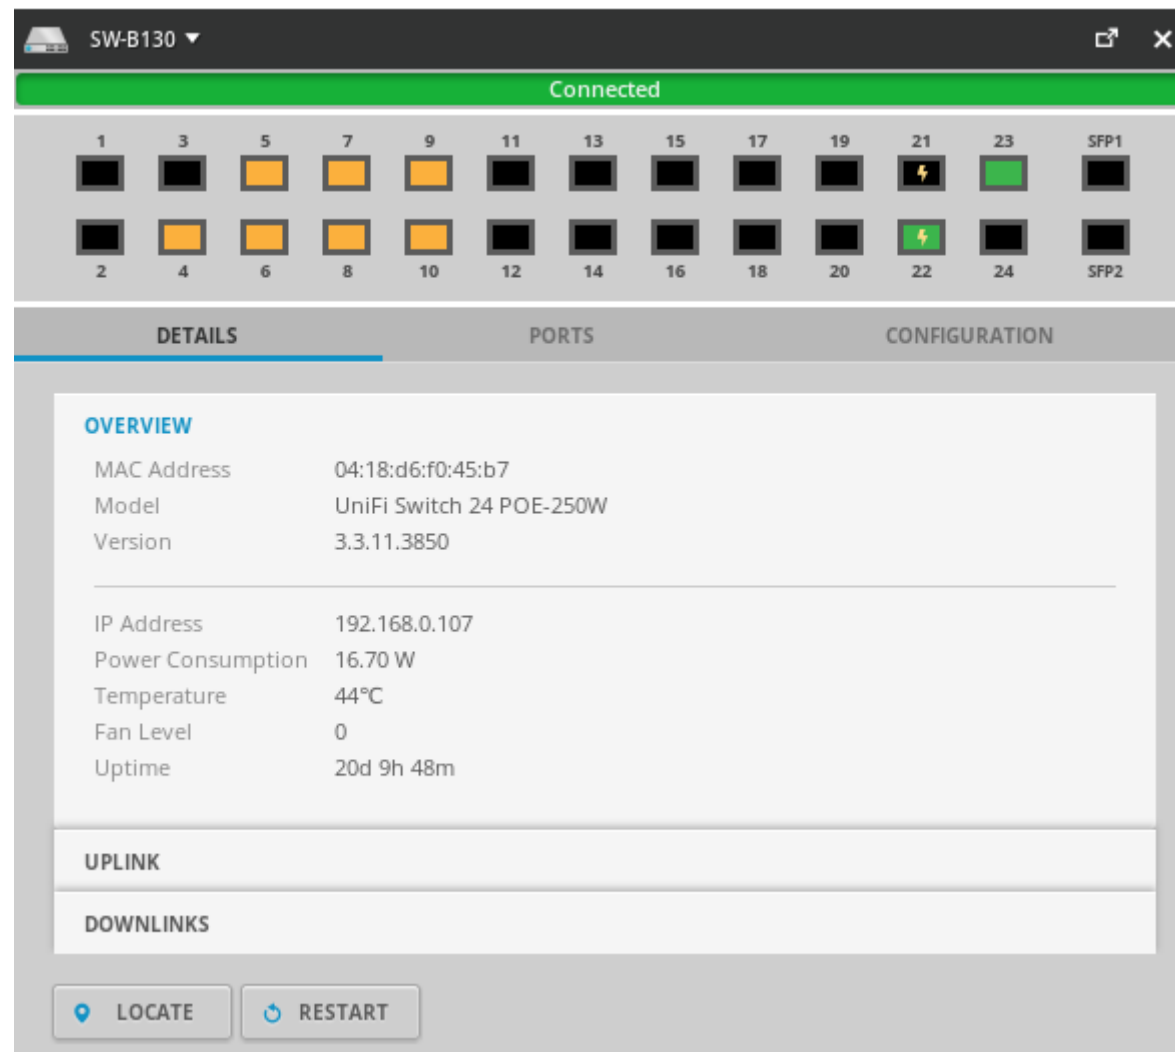 SW-B130
Connected
1 3 5 7 9 11 13 15 17 19 21 23 SFP1
2 4 6 8 10 12 14 16 18 20 22 24 SFP2
DETAILS PORTS CONFIGURATION
OVERVIEW
MAC Address 04:18:d6:f0:45:b7
Model UniFi Switch 24 POE-250W
Version 3.3.11.3850
IP Address 192.168.0.107
Power Consumption 16.70 W
Temperature 44°C
Fan Level 0
Uptime 20d 9h 48m
UPLINK
DOWNLINKS
LOCATE RESTART